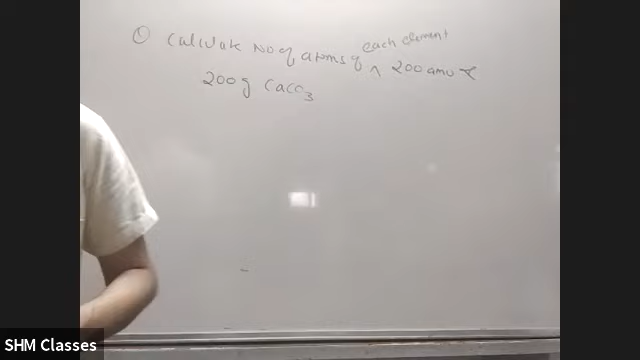 ① Calculate No of atoms of each element 200 amu &
200 g CaCO3
SHM Classes